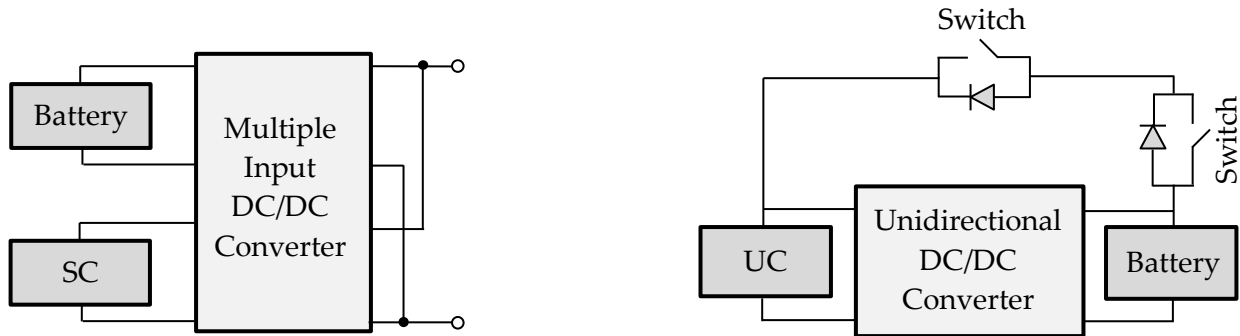 Battery
SC
Multiple
Input
DC/DC
Converter
Switch
Switch
UC
Unidirectional
DC/DC
Converter
Battery